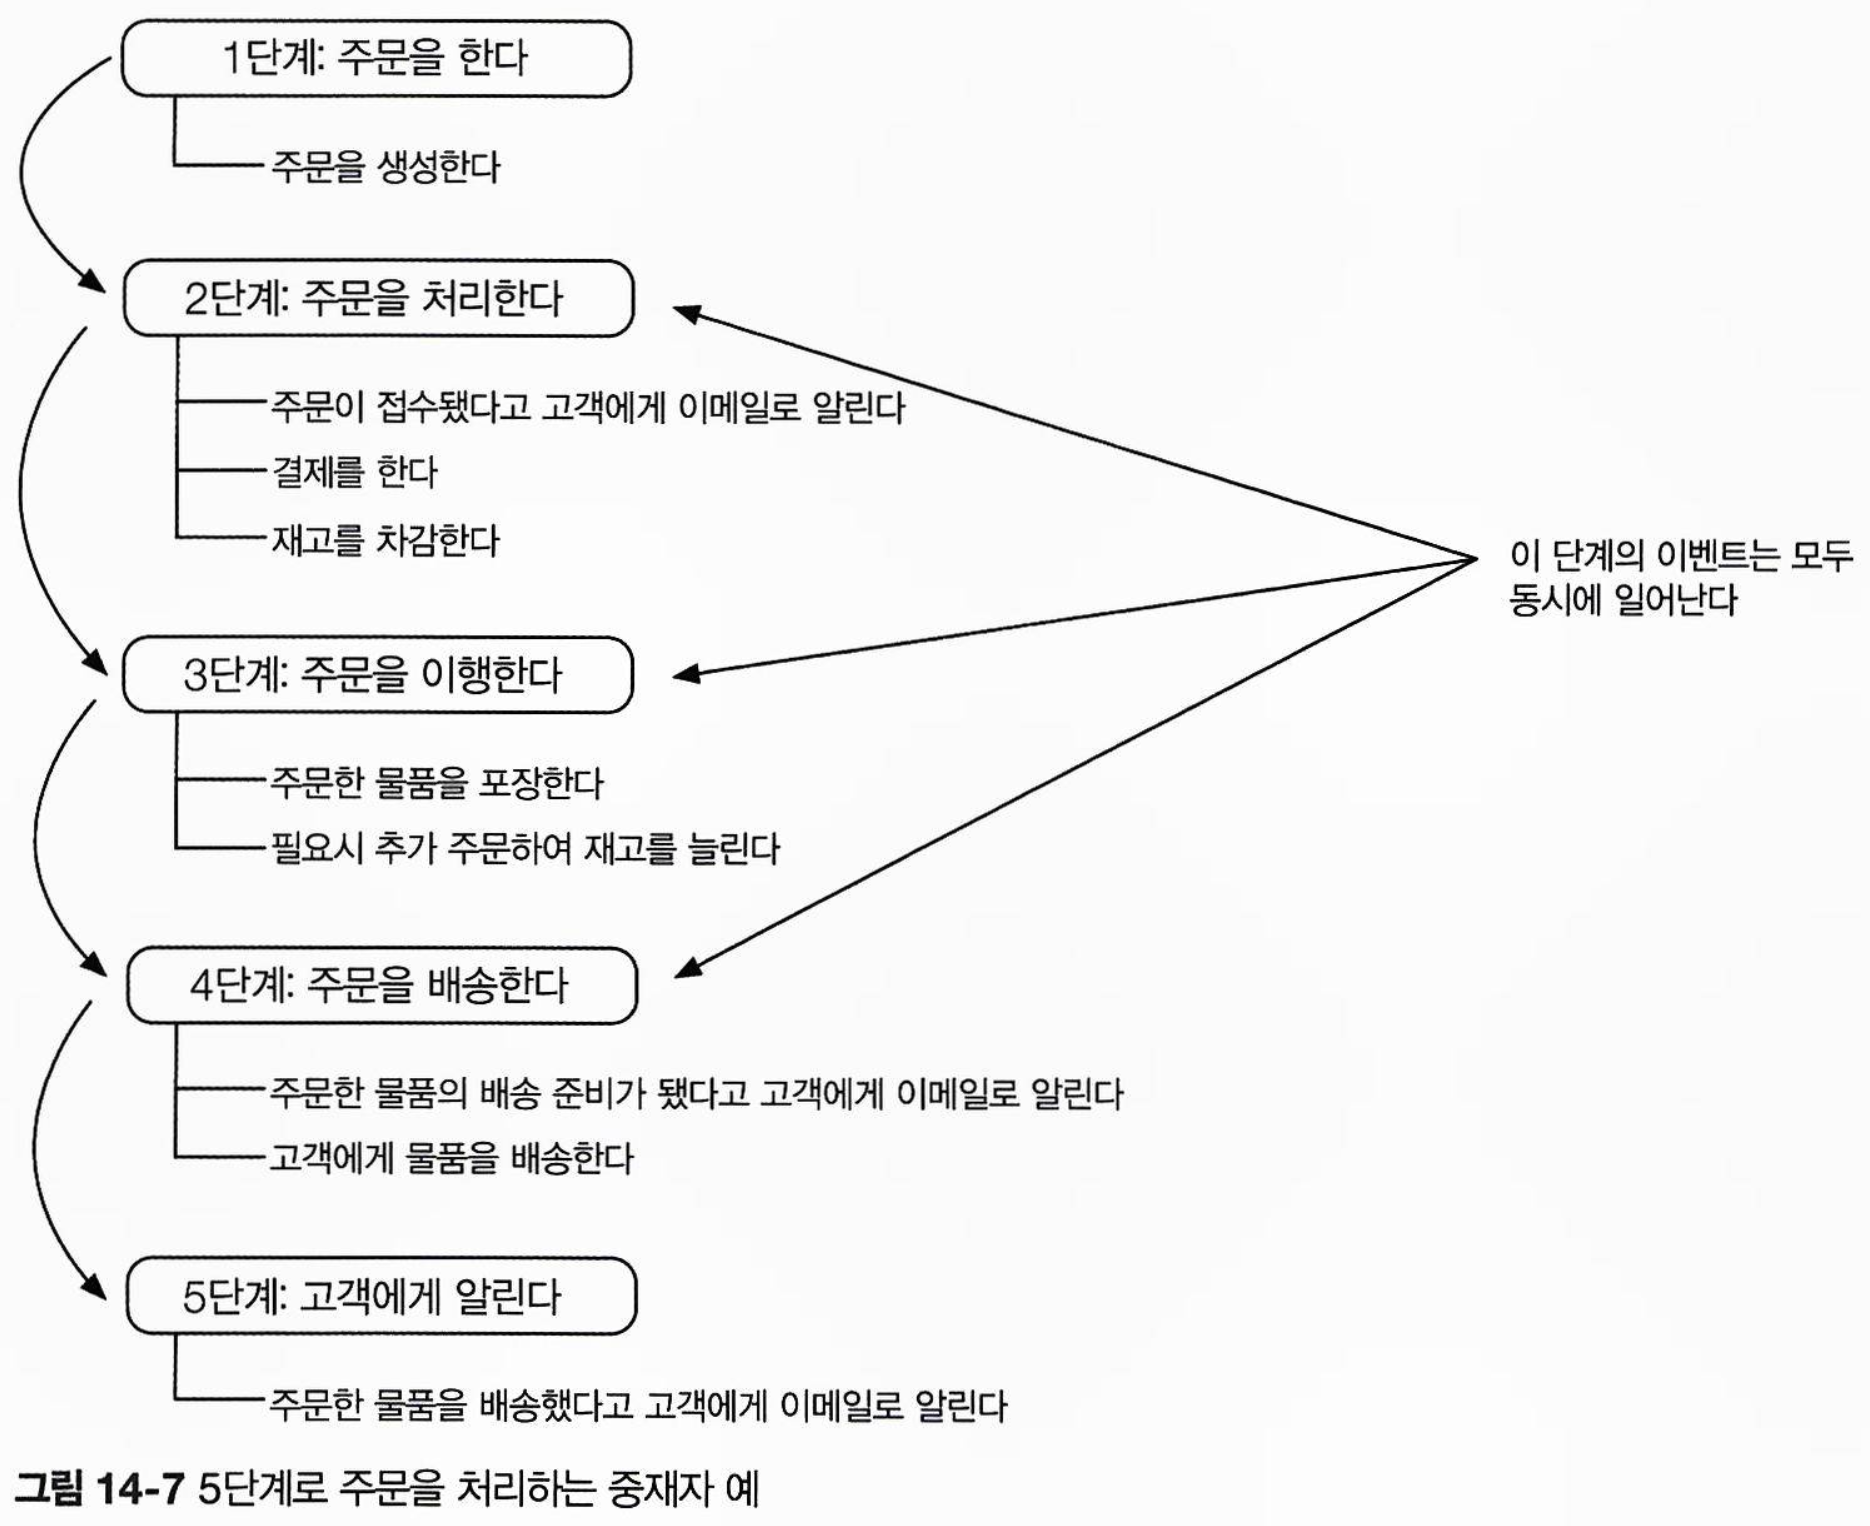 1단계: 주문을 한다
주문을 생성한다
2단계: 주문을 처리한다
주문이 접수됐다고 고객에게 이메일로 알린다
결제를 한다
재고를 차감한다
이 단계의 이벤트는 모두
동시에 일어난다
3단계: 주문을 이행한다
주문한 물품을 포장한다
필요시 추가 주문하여 재고를 늘린다
4단계: 주문을 배송한다
주문한 물품의 배송 준비가 됐다고 고객에게 이메일로 알린다
고객에게 물품을 배송한다
5단계: 고객에게 알린다
주문한 물품을 배송했다고 고객에게 이메일로 알린다
그림 14-7 5단계로 주문을 처리하는 중재자 예